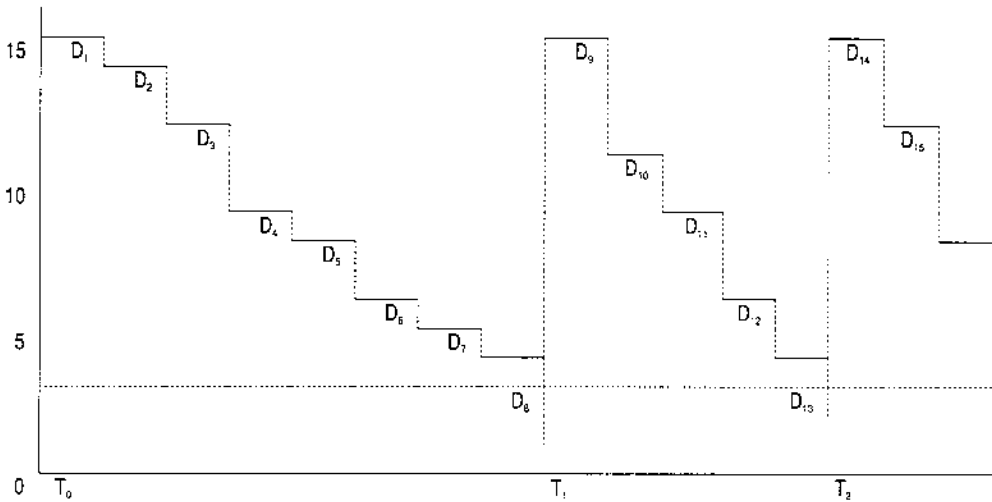 15
D₁
D₂
D₃
10
D₄
D₅
D₆
5
D₇
D₈
D₉
D₁₀
D₁₁
D₁₂
D₁₃
D₁₄
D₁₅
0
T₀
T₁
T₂